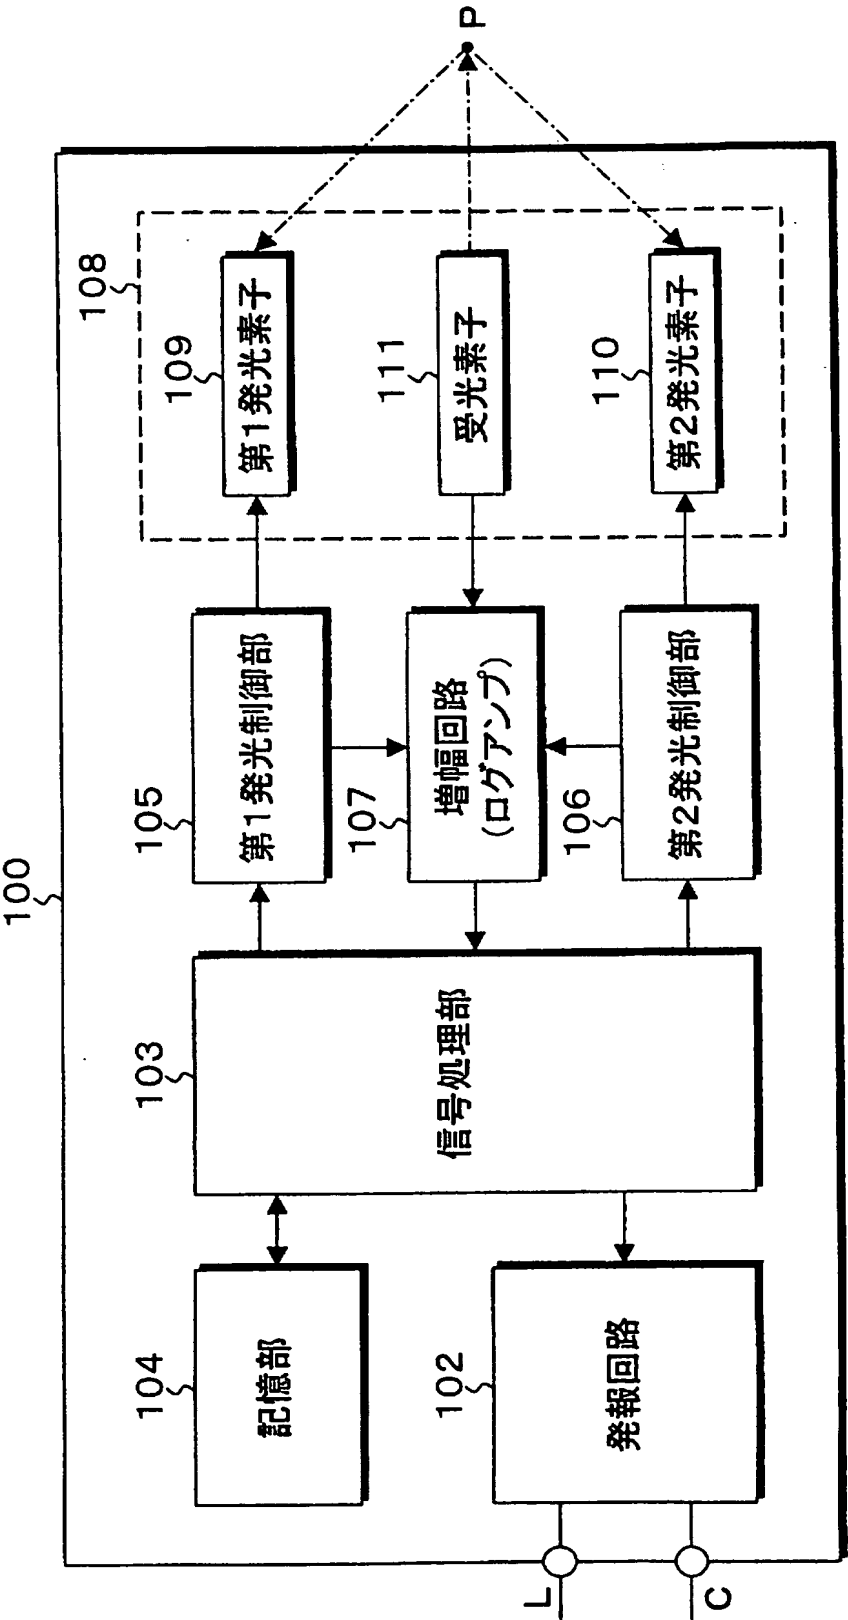 100
104
記憶部
102
発報回路
L
C
103
信号処理部
105
第1発光制御部
107
増幅回路
(ログアンプ)
106
第2発光制御部
108
109
第1発光素子
111
受光素子
110
第2発光素子
P